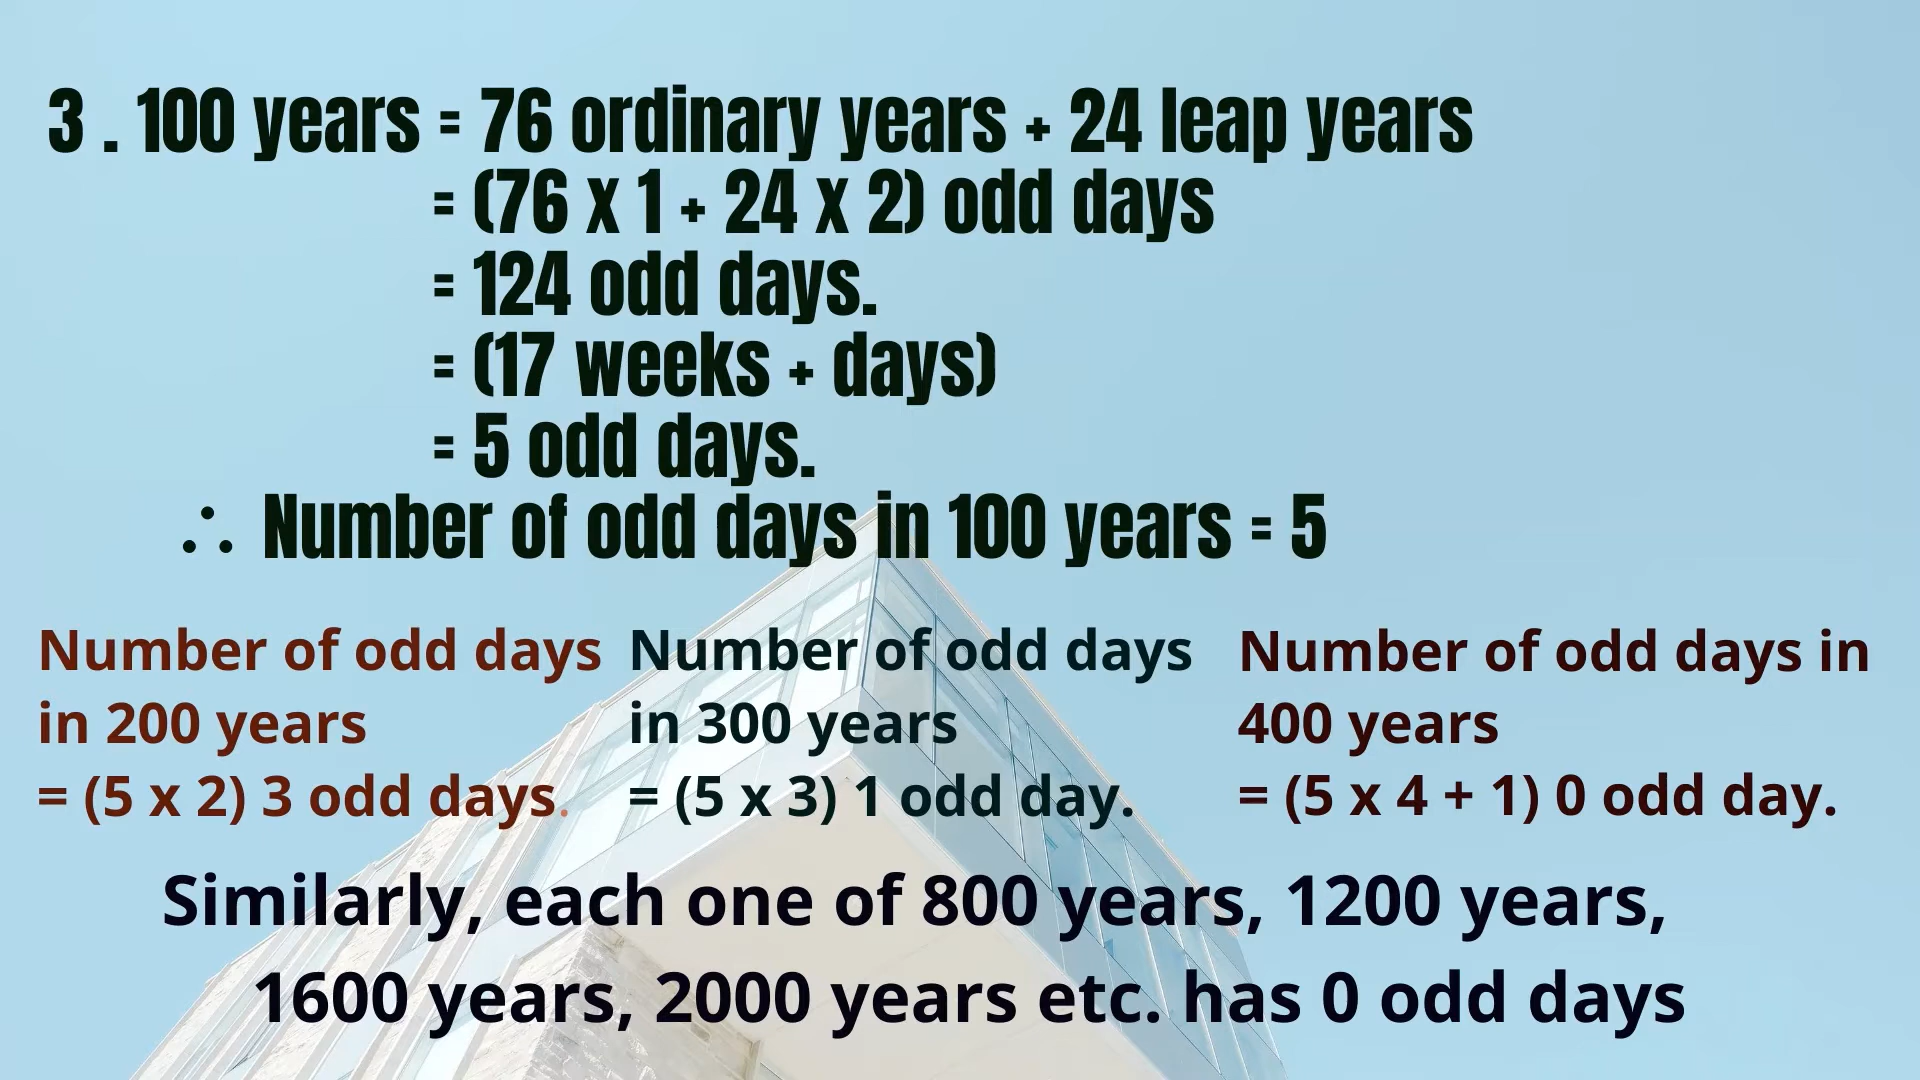 3 . 100 years = 76 ordinary years + 24 leap years
= (76 x 1 + 24 x 2) odd days
= 124 odd days.
= (17 weeks + days)
= 5 odd days.
∴ Number of odd days in 100 years = 5
Number of odd days
in 200 years
= (5 x 2) 3 odd days.
Number of odd days
in 300 years
= (5 x 3) 1 odd day.
Number of odd days in
400 years
= (5 x 4 + 1) 0 odd day.
Similarly, each one of 800 years, 1200 years,
1600 years, 2000 years etc. has 0 odd days